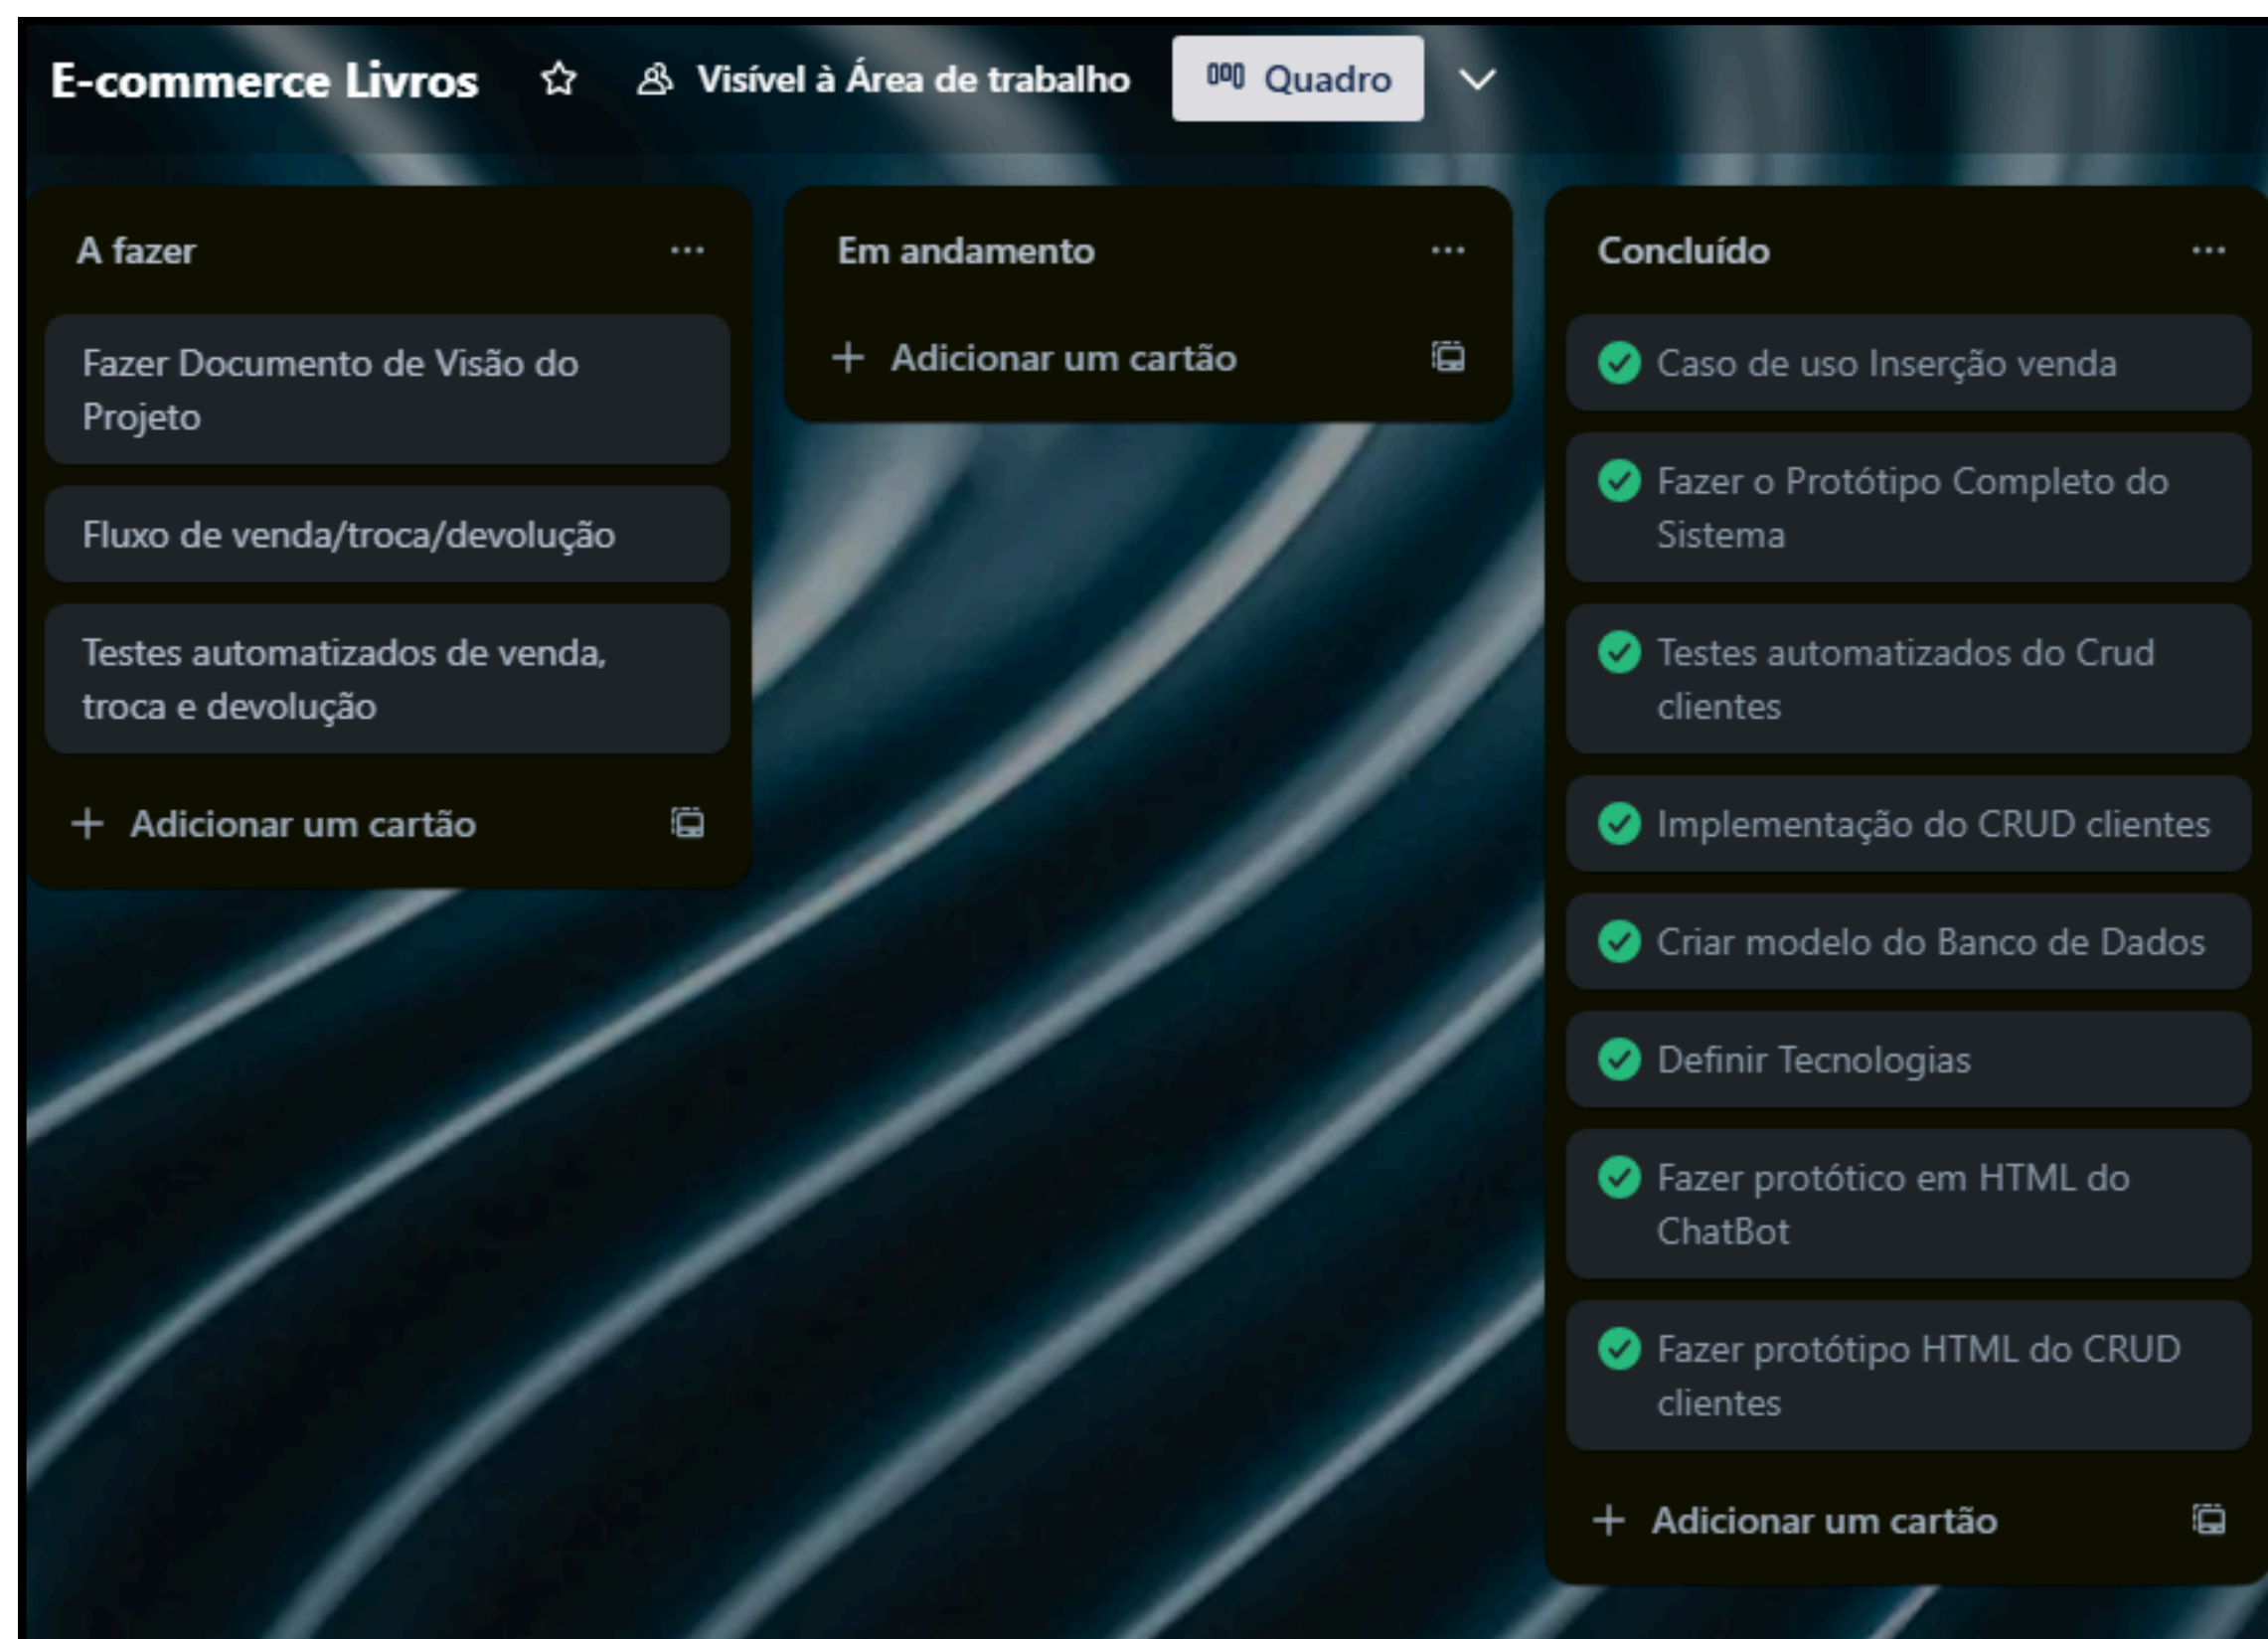 E-commerce Livros
Visível à Área de trabalho
Quadro
A fazer
Fazer Documento de Visão do
Projeto
Fluxo de venda/troca/devolução
Testes automatizados de venda,
troca e devolução
Adicionar um cartão
Em andamento
Adicionar um cartão
Concluído
Caso de uso Inserção venda
Fazer o Protótipo Completo do
Sistema
Testes automatizados do Crud
clientes
Implementação do CRUD clientes
Criar modelo do Banco de Dados
Definir Tecnologias
Fazer protótico em HTML do
ChatBot
Fazer protótipo HTML do CRUD
clientes
Adicionar um cartão